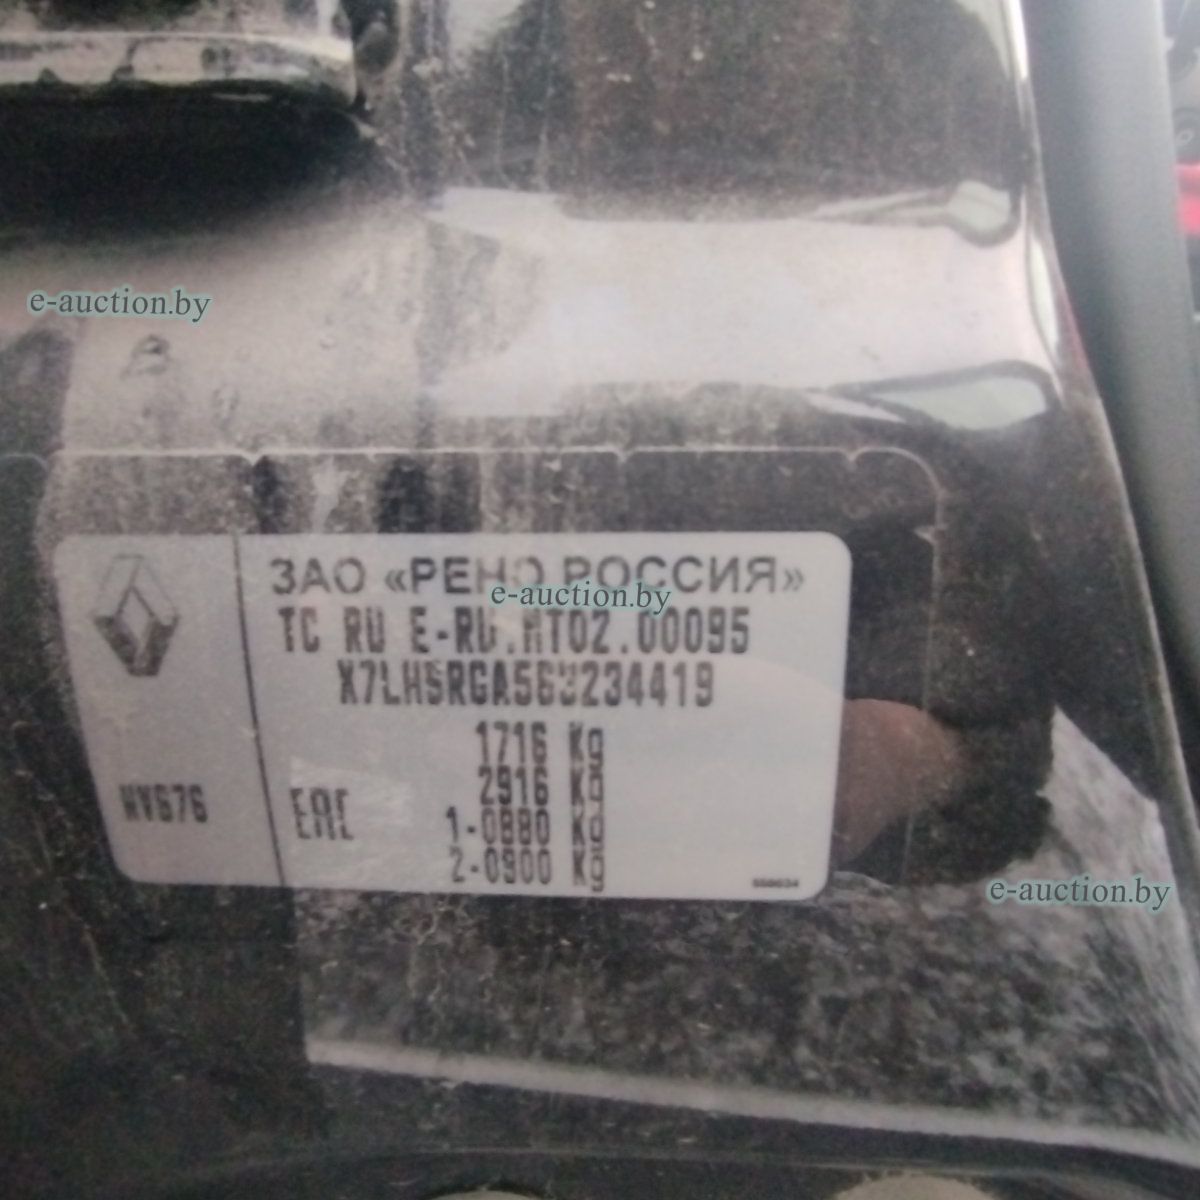 e-auction.by
ЗАО «РЕНО РОССИЯ»
e-auction.by
TC RU E-RU.MT02.00095
X7LHSRGA563234419
1716 Kg
2916 Kg
NV676
EAC
1-0880 Kg
2-0900 Kg
e-auction.by